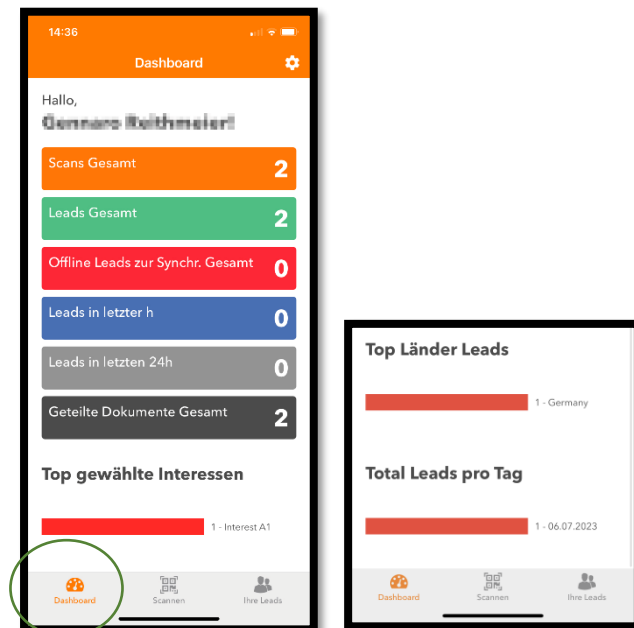 14:36
Dashboard
Hallo,
Scans Gesamt
2
Leads Gesamt
2
Offline Leads zur Synchr. Gesamt
0
Leads in letzter h
0
Leads in letzten 24h
0
Geteilte Dokumente Gesamt
2
Top gewählte Interessen
1 - Interest A1
Dashboard
Scannen
Ihre Leads
Top Länder Leads
1 - Germany
Total Leads pro Tag
1 - 06.07.2023
Dashboard
Scannen
Ihre Leads